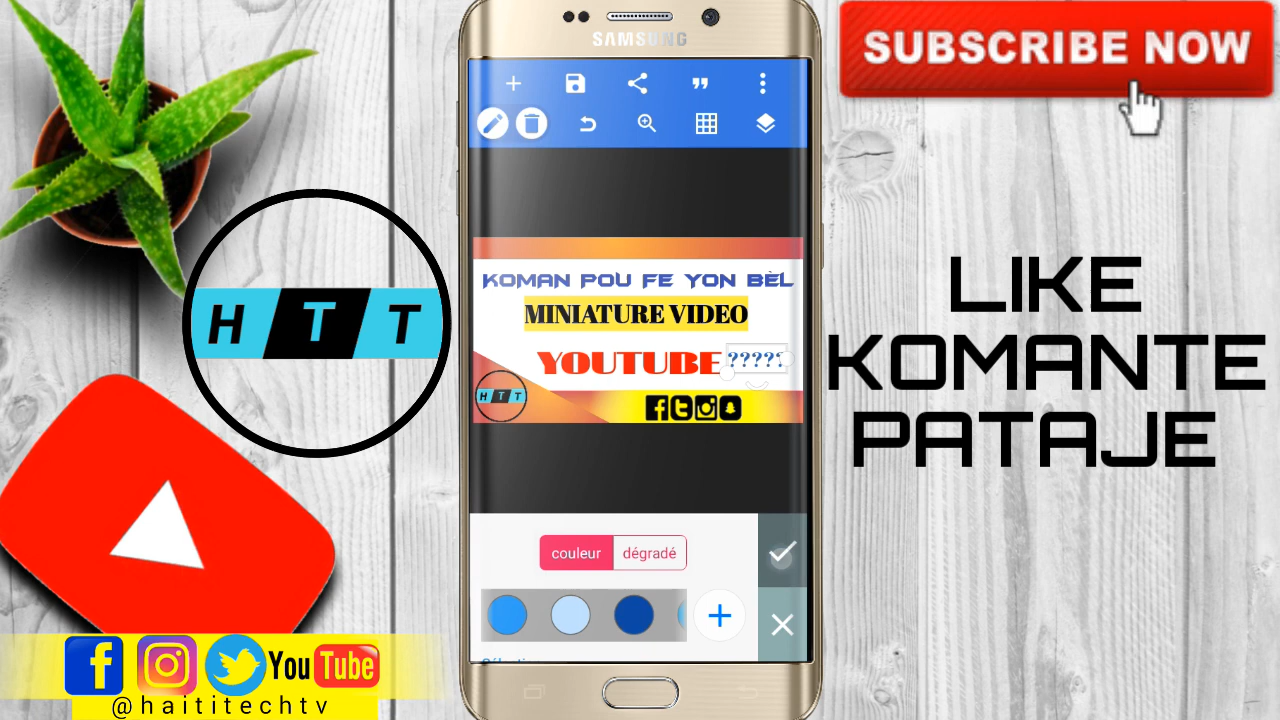 SUBSCRIBE NOW
SAMSUNG
KOMAN POU FE YON BÈL
MINIATURE VIDEO
YOUTUBE ?????
H T T
H T T
LIKE
KOMANTE
PATAJE
couleur dégradé
You Tube
@haititechtv